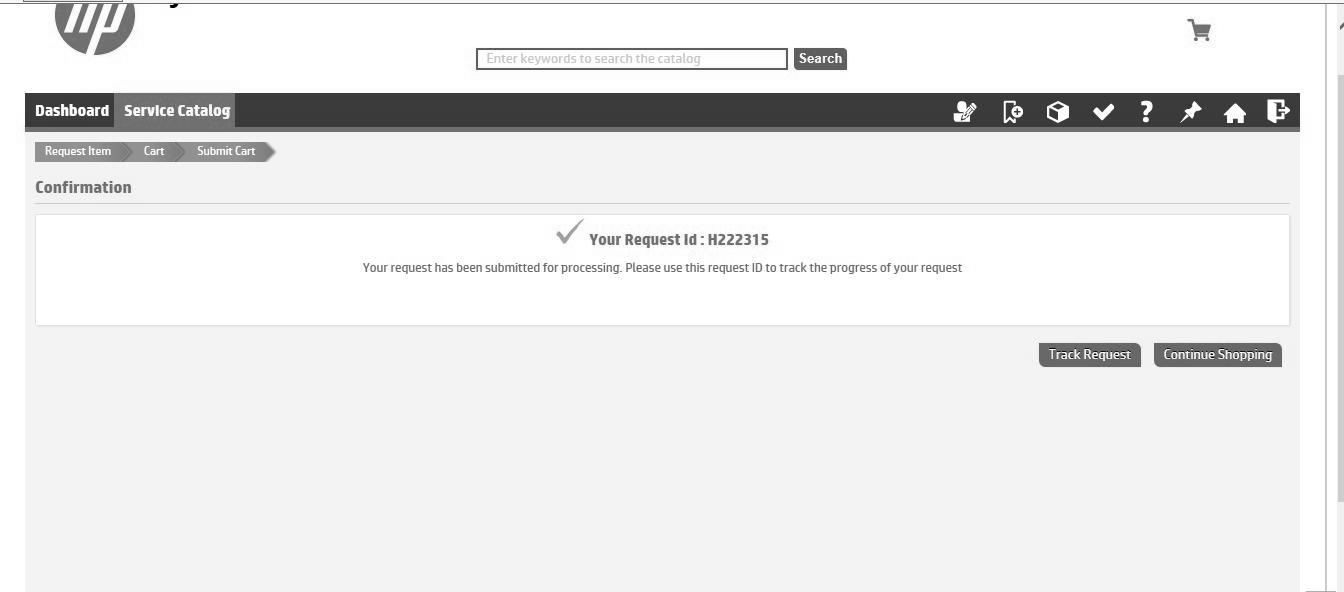 hp
Enter keywords to search the catalog
Search
Dashboard Service Catalog
Request Item Cart Submit Cart
Confirmation
Your Request Id : H222315
Your request has been submitted for processing. Please use this request ID to track the progress of your request
Track Request Continue Shopping